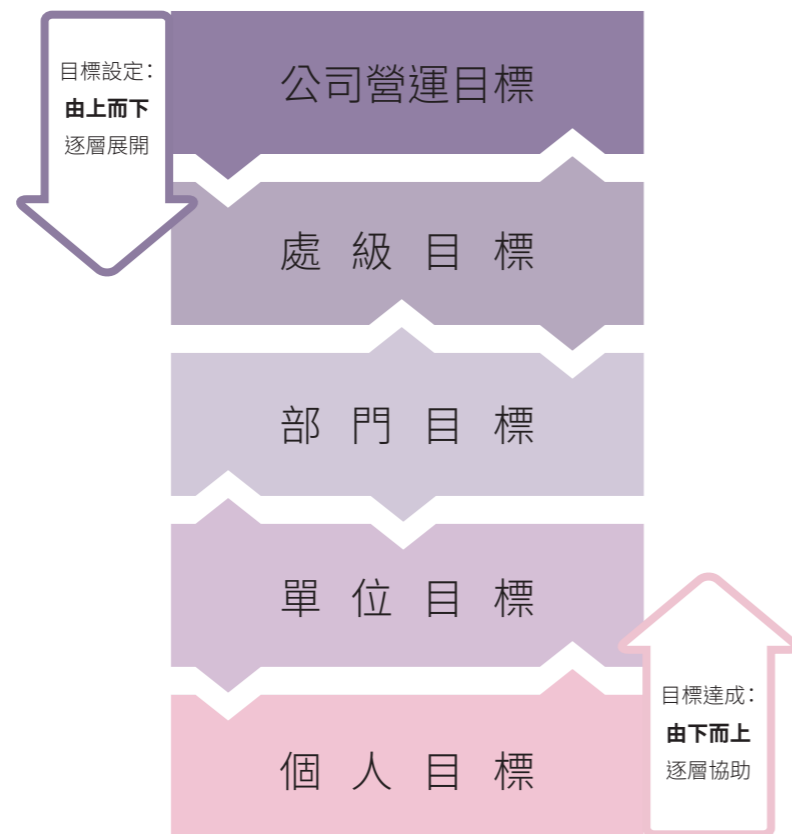 目標設定：
由上而下
逐層展開
公司營運目標
處級目標
部門目標
單位目標
個人目標
目標達成：
由下而上
逐層協助